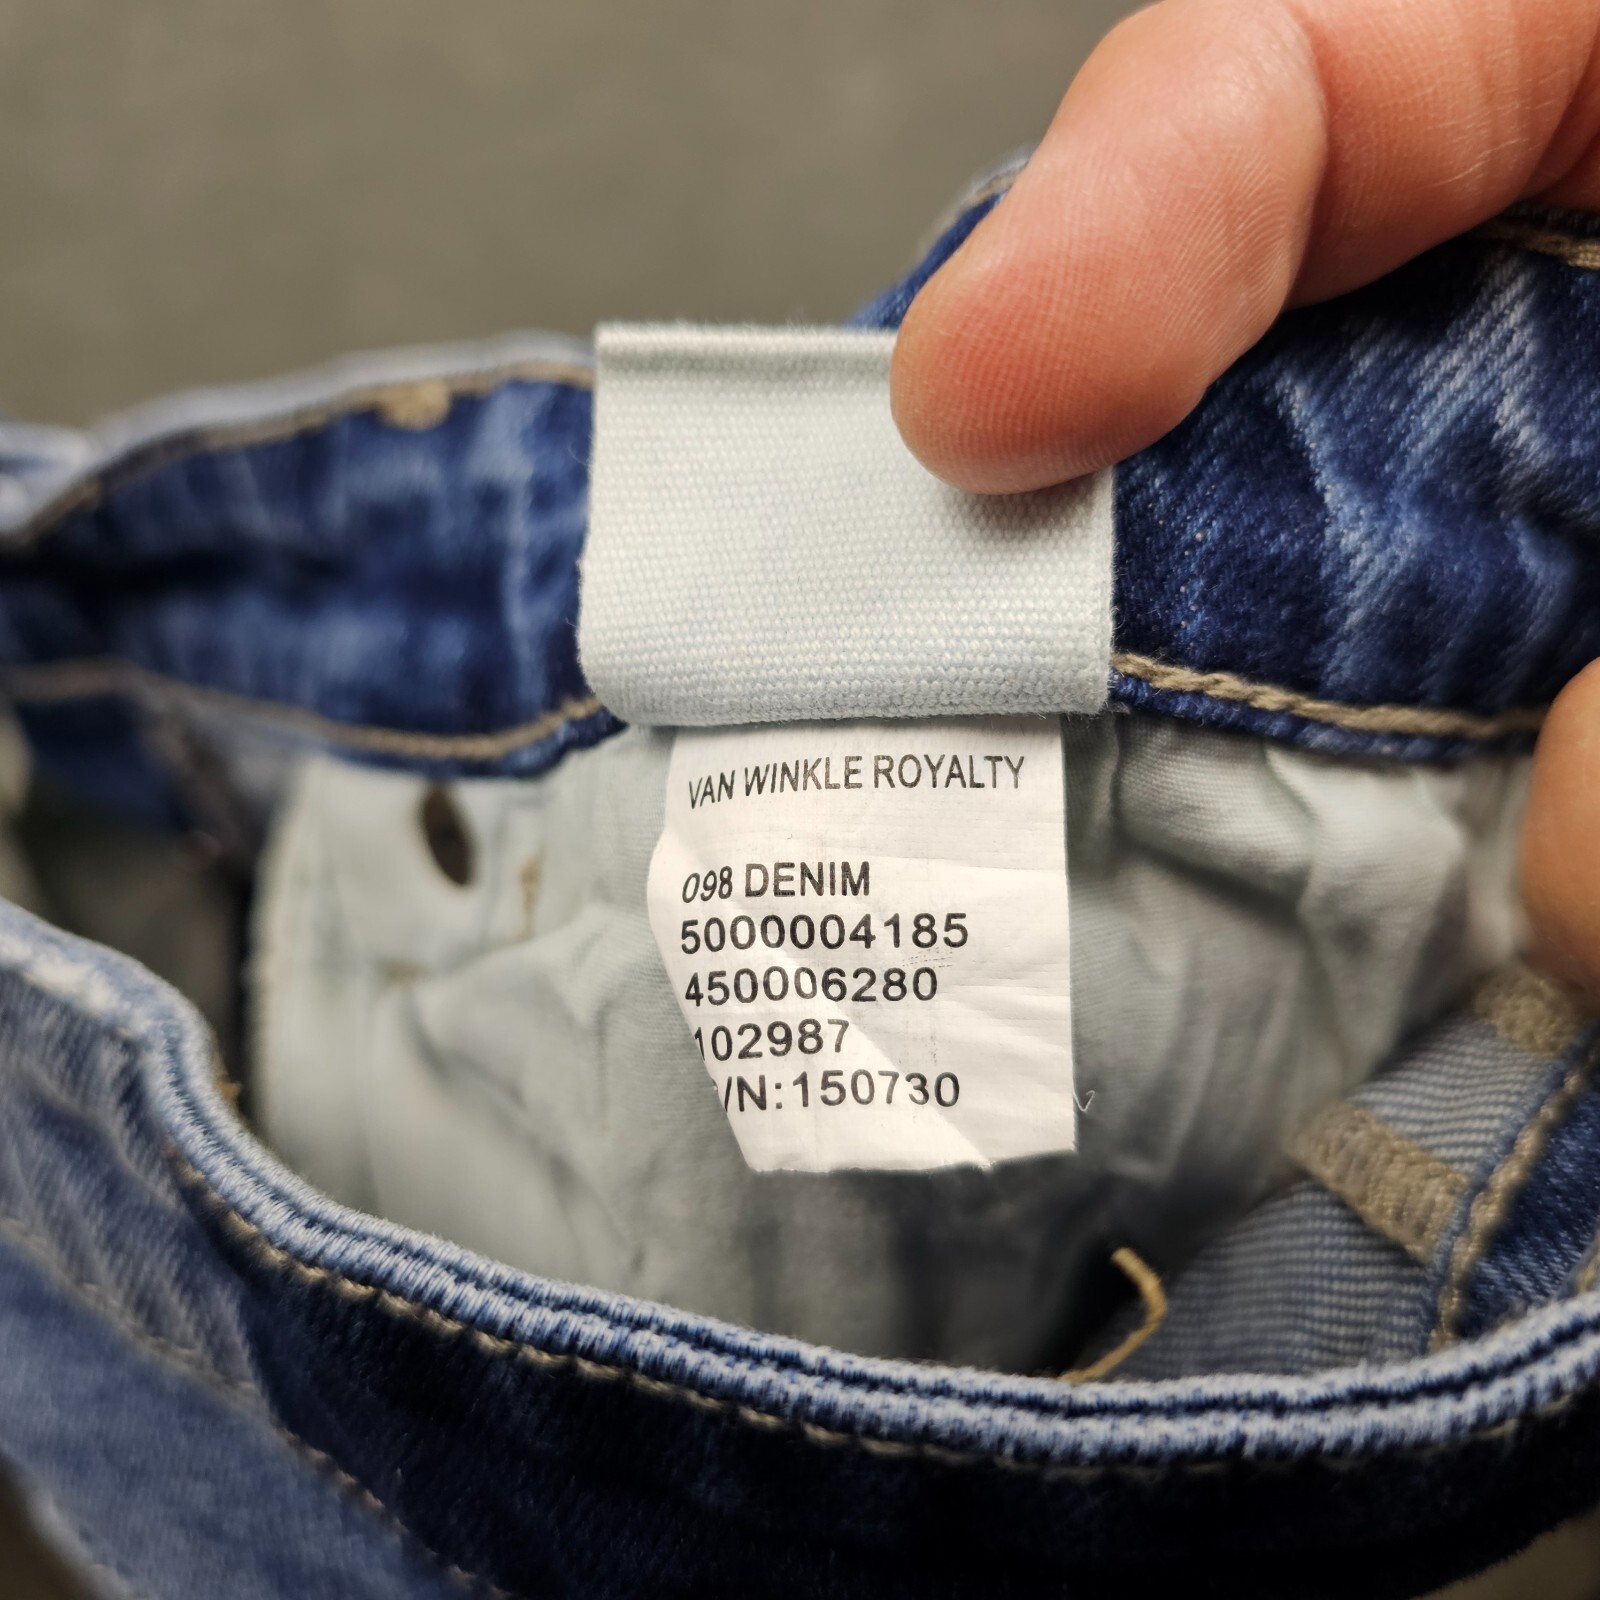 VAN WINKLE ROYALTY
098 DENIM
5000004185
450006280
102987
/N:150730